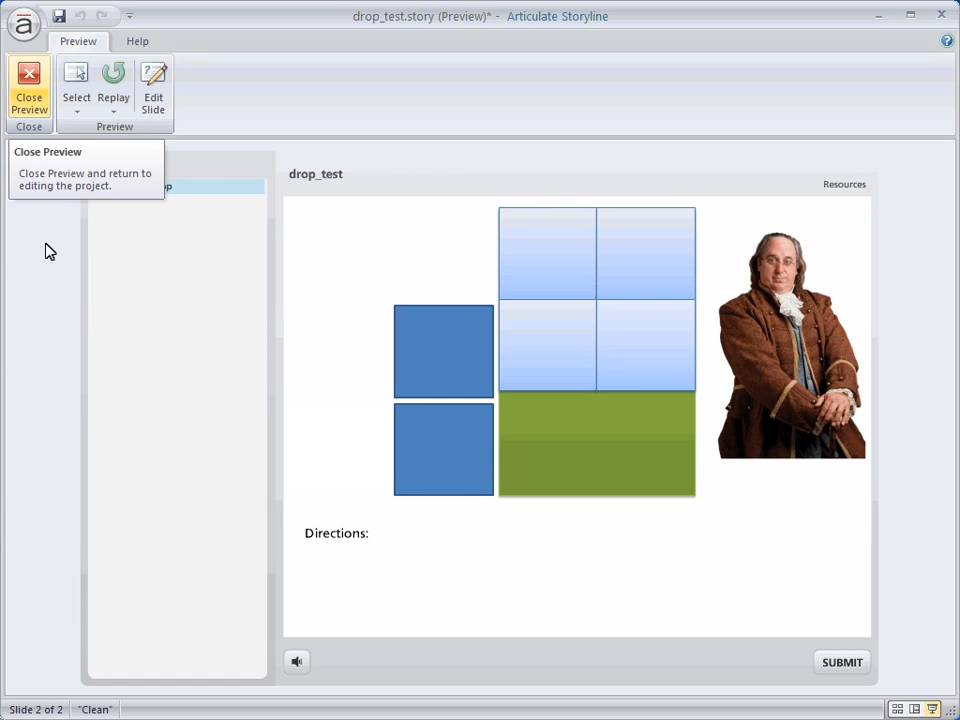 drop_test.story (Preview)* - Articulate Storyline
Preview
Help
Close
Preview
Select
Replay
Edit
Slide
Close
Preview
Close Preview
Close Preview and return to
editing the project.
op
drop_test
Resources
Directions:
SUBMIT
Slide 2 of 2
"Clean"